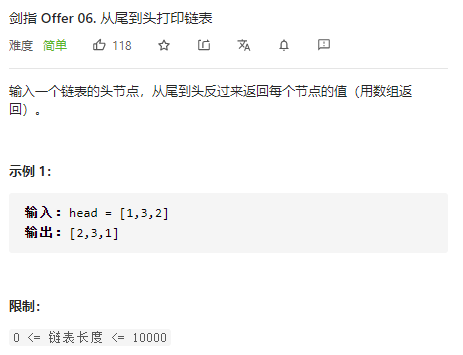 剑指 Offer 06. 从尾到头打印链表
难度 简单 118
输入一个链表的头节点，从尾到头反过来返回每个节点的值（用数组返
回）。
示例 1：
输入：head = [1,3,2]
输出：[2,3,1]
限制：
0 <= 链表长度 <= 10000